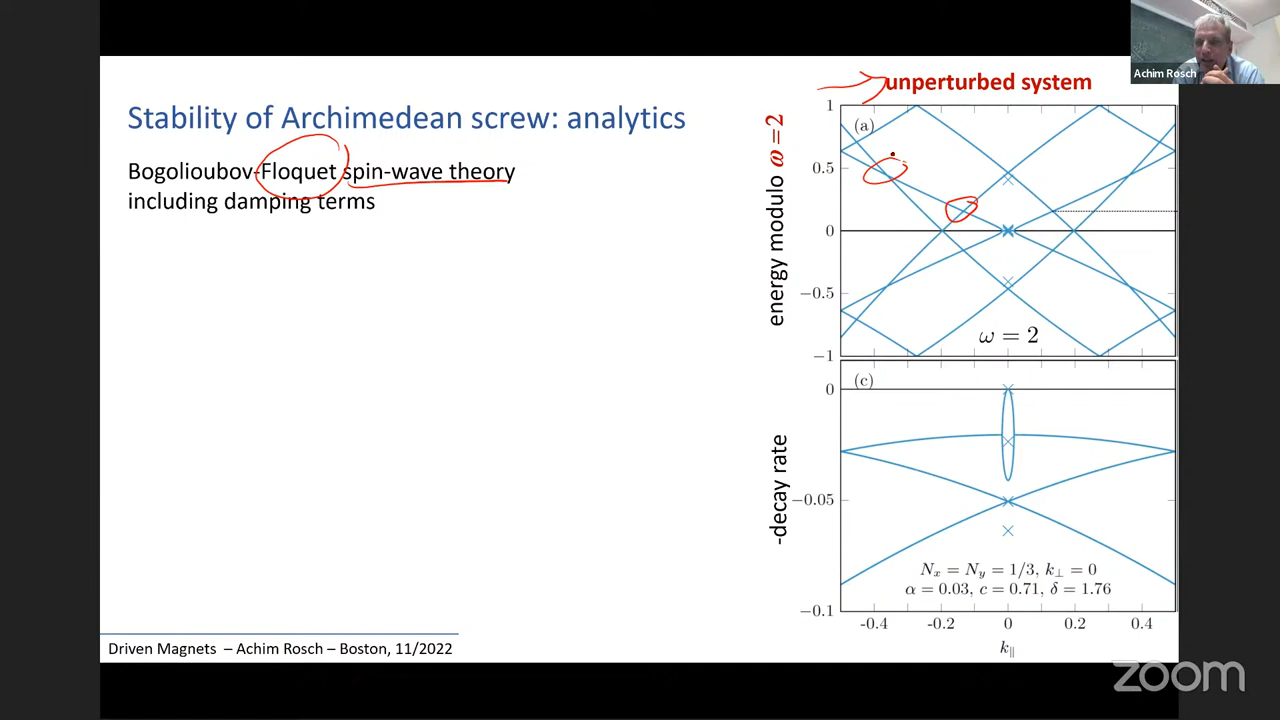 Achim Rosch
unperturbed system
Stability of Archimedean screw: analytics
Bogolioubov-Floquet spin-wave theory
including damping terms
energy modulo ω=2
1
0.5
0
−0.5
−1
(a)
ω = 2
-decay rate
0
−0.05
−0.1
(c)
N_x = N_y = 1/3, k_⊥ = 0
α = 0.03, c = 0.71, δ = 1.76
-0.4 -0.2 0 0.2 0.4
k_∥
Driven Magnets – Achim Rosch – Boston, 11/2022
zoom